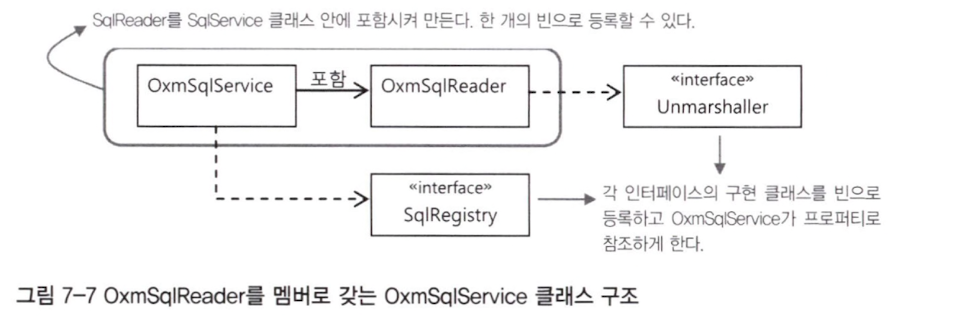 SqlReader를 SqlService 클래스 안에 포함시켜 만든다. 한 개의 빈으로 등록할 수 있다.
OxmSqlService
포함
OxmSqlReader
«interface»
Unmarshaller
«interface»
SqlRegistry
각 인터페이스의 구현 클래스를 빈으로
등록하고 OxmSqlService가 프로퍼티로
참조하게 한다.
그림 7-7 OxmSqlReader를 멤버로 갖는 OxmSqlService 클래스 구조